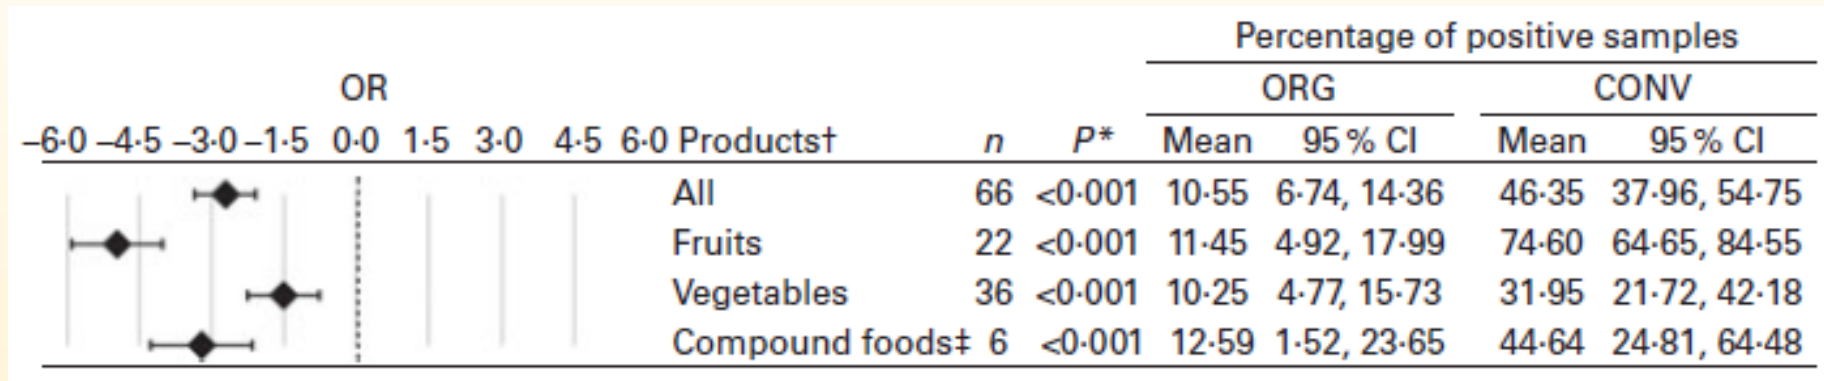 Percentage of positive samples
OR ORG CONV
–6·0 –4·5 –3·0 –1·5 0·0 1·5 3·0 4·5 6·0 Products† n P* Mean 95 % CI Mean 95 % CI
All 66 <0·001 10·55 6·74, 14·36 46·35 37·96, 54·75
Fruits 22 <0·001 11·45 4·92, 17·99 74·60 64·65, 84·55
Vegetables 36 <0·001 10·25 4·77, 15·73 31·95 21·72, 42·18
Compound foods‡ 6 <0·001 12·59 1·52, 23·65 44·64 24·81, 64·48